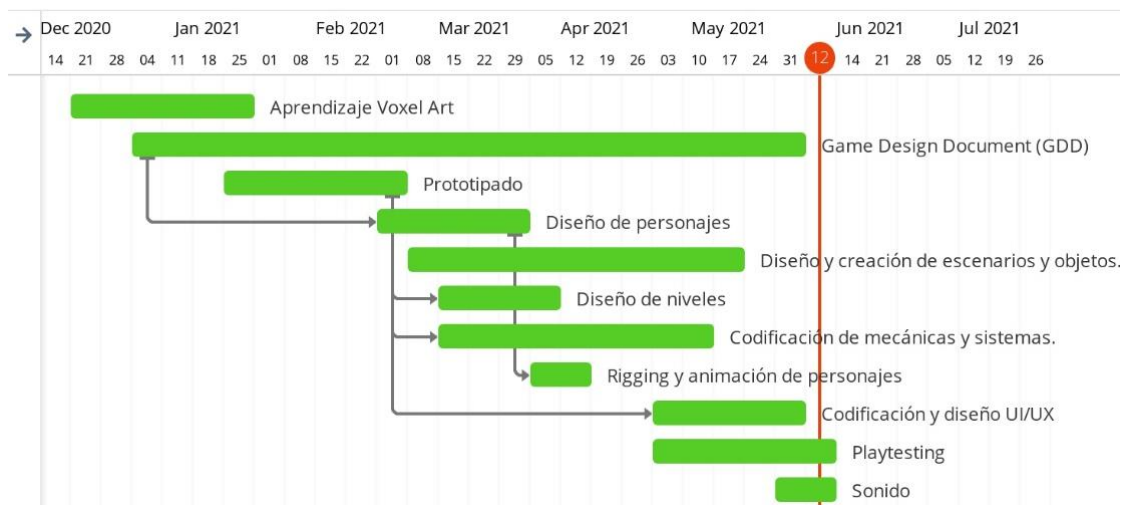 Dec 2020 Jan 2021 Feb 2021 Mar 2021 Apr 2021 May 2021 Jun 2021 Jul 2021
14 21 28 04 11 18 25 01 08 15 22 01 08 15 22 29 05 12 19 26 03 10 17 24 31 12 14 21 28 05 12 19 26
Aprendizaje Voxel Art
Game Design Document (GDD)
Prototipado
Diseño de personajes
Diseño y creación de escenarios y objetos.
Diseño de niveles
Codificación de mecánicas y sistemas.
Rigging y animación de personajes
Codificación y diseño UI/UX
Playtesting
Sonido